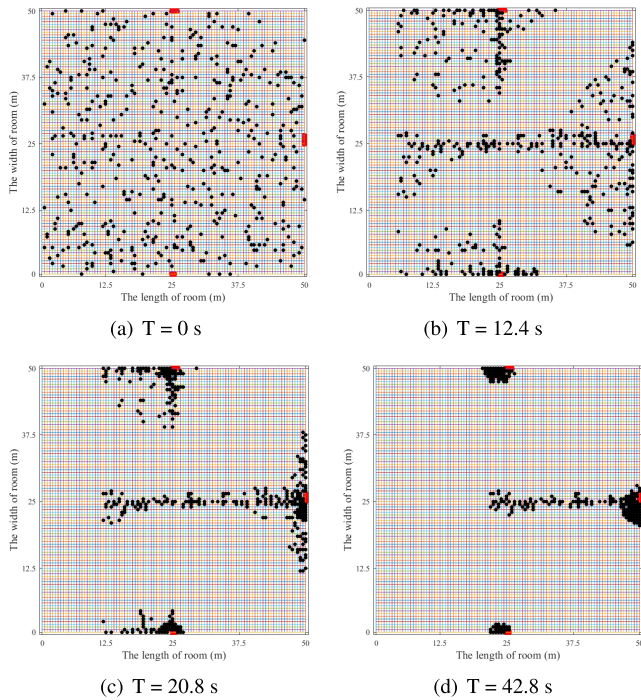 50
37.5
25
12.5
0
The width of room (m)
12.5 25 37.5 50
The length of room (m)
(a) T = 0 s
50
37.5
25
12.5
0
The width of room (m)
12.5 25 37.5 50
The length of room (m)
(b) T = 12.4 s
50
37.5
25
12.5
0
The width of room (m)
0 12.5 25 37.5 50
The length of room (m)
(c) T = 20.8 s
50
37.5
25
12.5
0
The width of room (m)
0 12.5 25 37.5 50
The length of room (m)
(d) T = 42.8 s